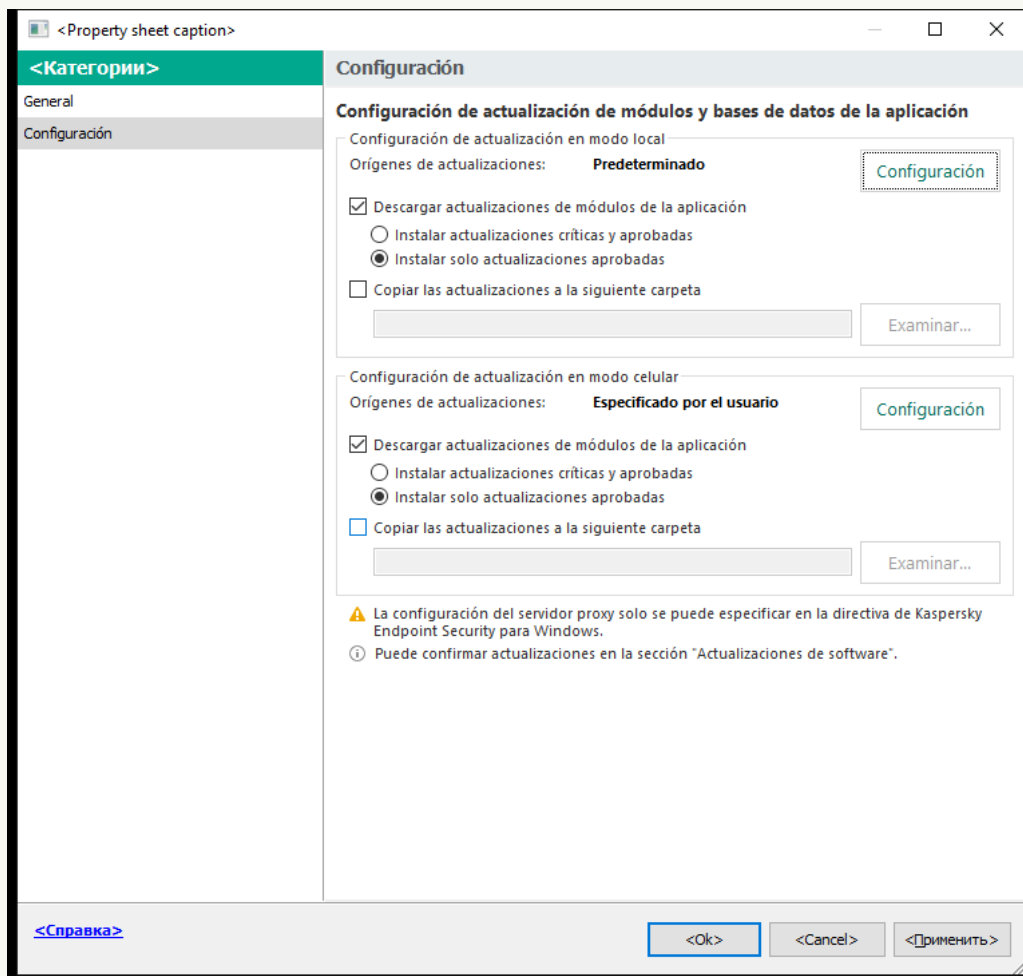 <Property sheet caption>
<Категории>
General
Configuración
Configuración
Configuración de actualización de módulos y bases de datos de la aplicación
Configuración de actualización en modo local
Orígenes de actualizaciones: Predeterminado
Configuración
Descargar actualizaciones de módulos de la aplicación
Instalar actualizaciones críticas y aprobadas
Instalar solo actualizaciones aprobadas
Copiar las actualizaciones a la siguiente carpeta
Examinar...
Configuración de actualización en modo celular
Orígenes de actualizaciones: Especificado por el usuario
Configuración
Descargar actualizaciones de módulos de la aplicación
Instalar actualizaciones críticas y aprobadas
Instalar solo actualizaciones aprobadas
Copiar las actualizaciones a la siguiente carpeta
Examinar...
La configuración del servidor proxy solo se puede especificar en la directiva de Kaspersky
Endpoint Security para Windows.
Puede confirmar actualizaciones en la sección "Actualizaciones de software".
<Справка>
<Ok> <Cancel> <Применить>